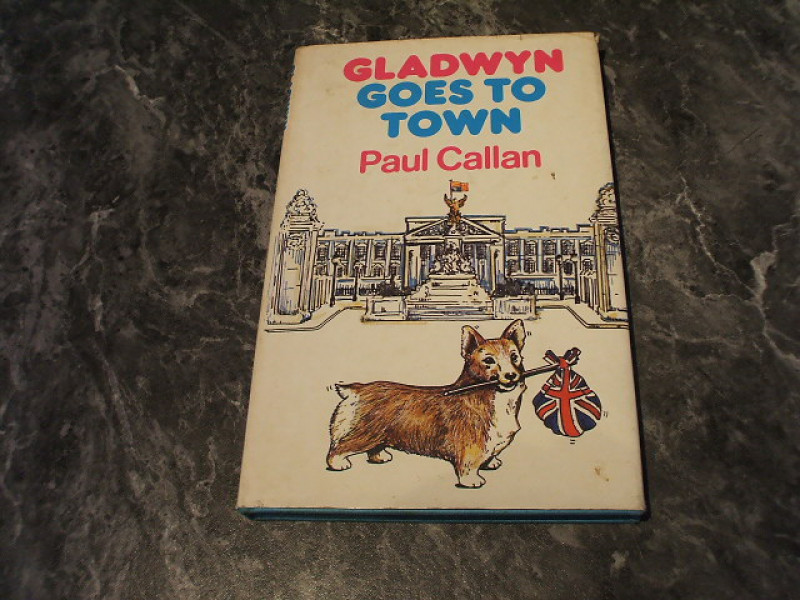 GLADWYN
GOES TO
TOWN
Paul Callan